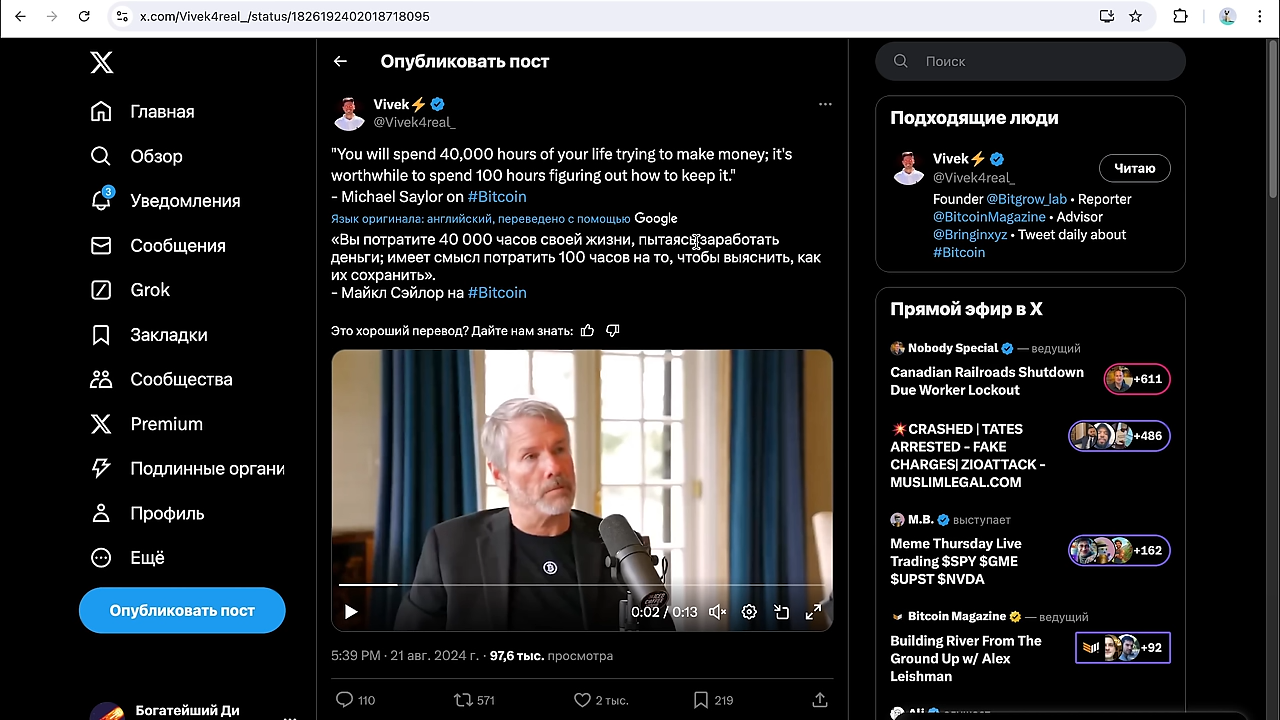 x.com/Vivek4real_/status/1826192402018718095
Главная
Обзор
3
Уведомления
Сообщения
Grok
Закладки
Сообщества
Premium
Подлинные органи
Профиль
Ещё
Опубликовать пост
Богатейший Ди
Опубликовать пост
Vivek⚡
@Vivek4real_
"You will spend 40,000 hours of your life trying to make money; it's
worthwhile to spend 100 hours figuring out how to keep it."
- Michael Saylor on #Bitcoin
Язык оригинала: английский, переведено с помощью Google
«Вы потратите 40 000 часов своей жизни, пытаясь заработать
деньги; имеет смысл потратить 100 часов на то, чтобы выяснить, как
их сохранить».
- Майкл Сэйлор на #Bitcoin
Это хороший перевод? Дайте нам знать:
0:02 / 0:13
5:39 PM · 21 авг. 2024 г. · 97,6 тыс. просмотра
110
571
2 тыс.
219
Поиск
Подходящие люди
Vivek⚡
@Vivek4real_
Читаю
Founder @Bitgrow_lab • Reporter
@BitcoinMagazine • Advisor
@Bringinxyz • Tweet daily about
#Bitcoin
Прямой эфир в X
Nobody Special — ведущий
Canadian Railroads Shutdown
Due Worker Lockout
+611
💥CRASHED | TATES
ARRESTED - FAKE
CHARGES| ZIOATTACK -
MUSLIMLEGAL.COM
+486
M.B. выступает
Meme Thursday Live
Trading $SPY $GME
$UPST $NVDA
+162
Bitcoin Magazine — ведущий
Building River From The
Ground Up w/ Alex
Leishman
+92